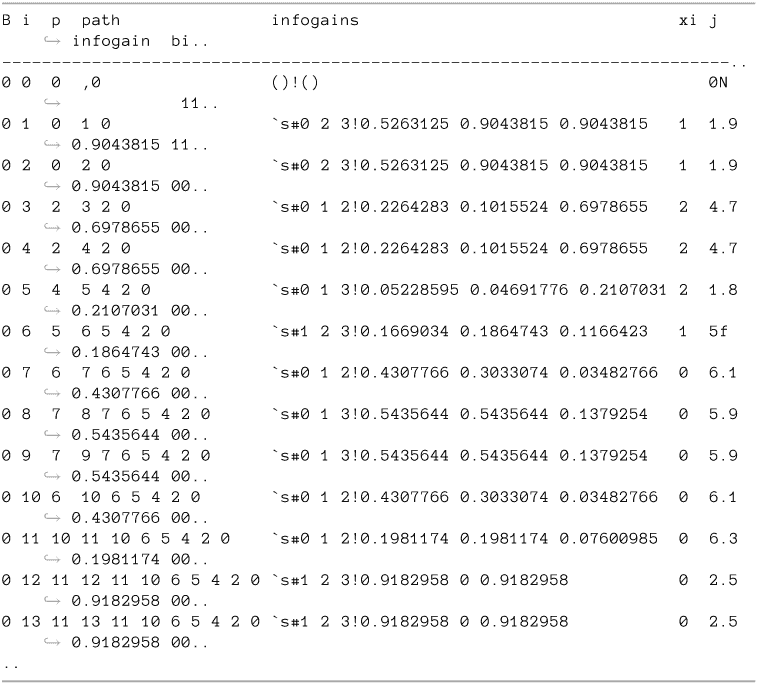 B i  p  path                infogains                                xi j
    ↪ infogain  bi..
-------------------------------------------------------------------------..
0 0  0  ,0                  ()!()                                       0N
    ↪            11..
0 1  0  1 0                 `s#0 2 3!0.5263125 0.9043815 0.9043815   1  1.9
    ↪ 0.9043815 11..
0 2  0  2 0                 `s#0 2 3!0.5263125 0.9043815 0.9043815   1  1.9
    ↪ 0.9043815 00..
0 3  2  3 2 0               `s#0 1 2!0.2264283 0.1015524 0.6978655   2  4.7
    ↪ 0.6978655 00..
0 4  2  4 2 0               `s#0 1 2!0.2264283 0.1015524 0.6978655   2  4.7
    ↪ 0.6978655 00..
0 5  4  5 4 2 0             `s#0 1 3!0.05228595 0.04691776 0.2107031 2  1.8
    ↪ 0.2107031 00..
0 6  5  6 5 4 2 0           `s#1 2 3!0.1669034 0.1864743 0.1166423   1  5f
    ↪ 0.1864743 00..
0 7  6  7 6 5 4 2 0         `s#0 1 2!0.4307766 0.3033074 0.03482766  0  6.1
    ↪ 0.4307766 00..
0 8  7  8 7 6 5 4 2 0       `s#0 1 3!0.5435644 0.5435644 0.1379254   0  5.9
    ↪ 0.5435644 00..
0 9  7  9 7 6 5 4 2 0       `s#0 1 3!0.5435644 0.5435644 0.1379254   0  5.9
    ↪ 0.5435644 00..
0 10 6  10 6 5 4 2 0        `s#0 1 2!0.4307766 0.3033074 0.03482766  0  6.1
    ↪ 0.4307766 00..
0 11 10 11 10 6 5 4 2 0     `s#0 1 2!0.1981174 0.1981174 0.07600985  0  6.3
    ↪ 0.1981174 00..
0 12 11 12 11 10 6 5 4 2 0 `s#1 2 3!0.9182958 0 0.9182958           0  2.5
    ↪ 0.9182958 00..
0 13 11 13 11 10 6 5 4 2 0 `s#1 2 3!0.9182958 0 0.9182958           0  2.5
    ↪ 0.9182958 00..
..